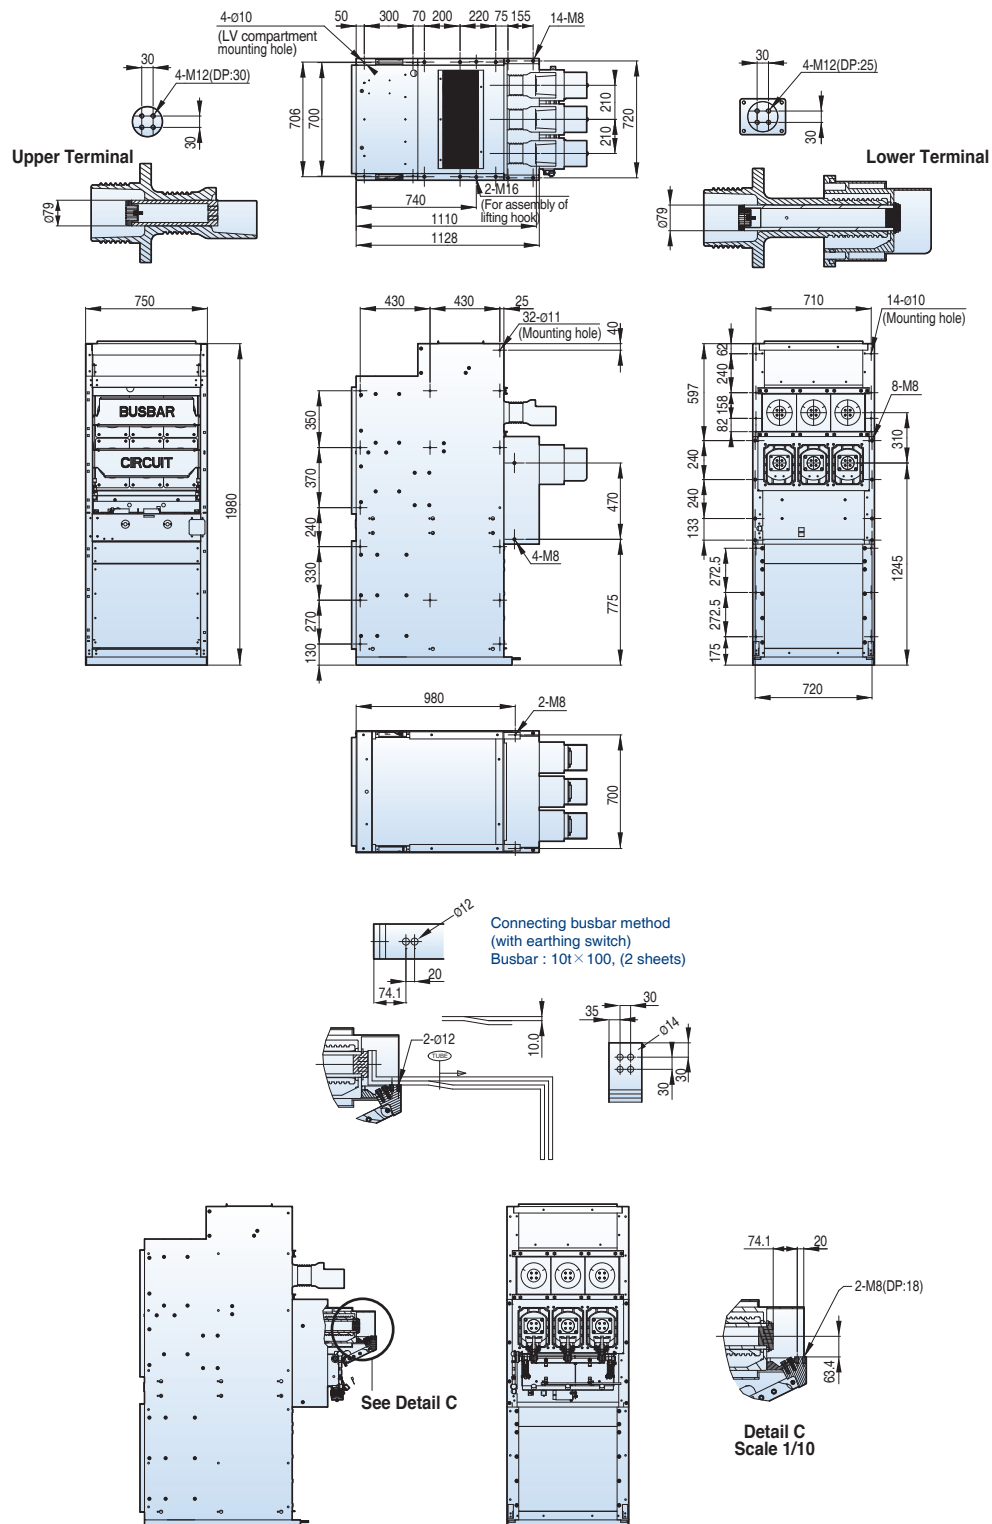 4-ø10
(LV compartment
mounting hole)
50
300
70
200
220
75
155
14-M8
706
700
210
210
720
2-M16
(For assembly of
lifting hook)
740
1110
1128
30
4-M12(DP:30)
30
Upper Terminal
ø79
30
4-M12(DP:25)
30
Lower Terminal
ø79
750
BUSBAR
CIRCUIT
1980
430
430
25
32-ø11
(Mounting hole)
40
350
370
240
330
270
130
470
4-M8
775
710
14-ø10
(Mounting hole)
62
240
597
158
82
8-M8
310
240
240
133
272.5
272.5
175
1245
720
980
2-M8
700
ø12
20
74.1
Connecting busbar method
(with earthing switch)
Busbar : 10t×100, (2 sheets)
2-ø12
TUBE
10.0
35
30
ø14
30
30
See Detail C
74.1
20
2-M8(DP:18)
63.4
Detail C
Scale 1/10